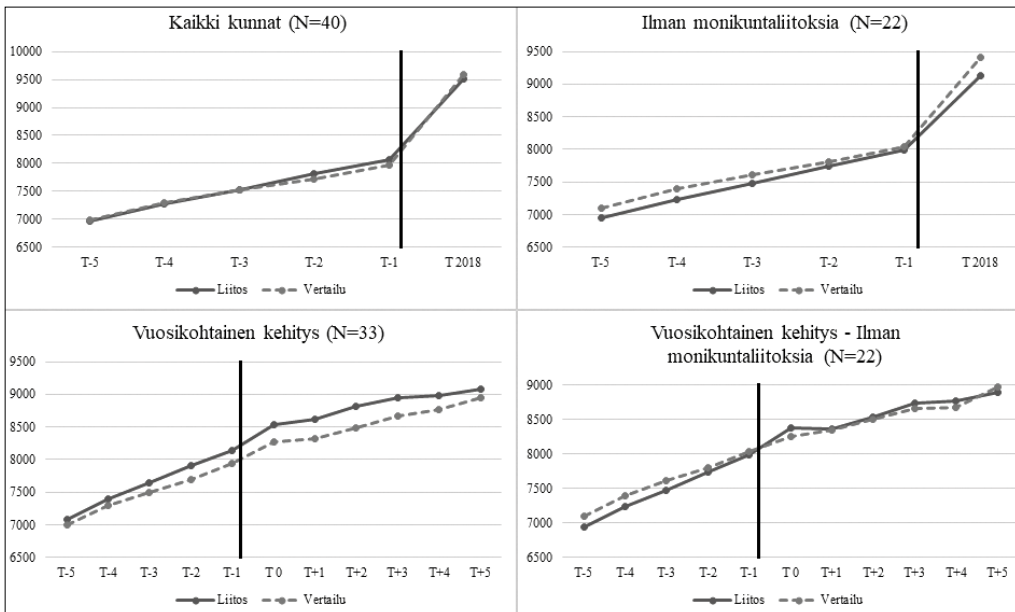 Kaikki kunnat (N=40)
10000
9500
9000
8500
8000
7500
7000
6500
T-5 T-4 T-3 T-2 T-1 T 2018
Liitos Vertailu
Ilman monikuntaliitoksia (N=22)
9500
9000
8500
8000
7500
7000
6500
T-5 T-4 T-3 T-2 T-1 T 2018
Liitos Vertailu
Vuosikohtainen kehitys (N=33)
9500
9000
8500
8000
7500
7000
6500
T-5 T-4 T-3 T-2 T-1 T 0 T+1 T+2 T+3 T+4 T+5
Liitos Vertailu
Vuosikohtainen kehitys - Ilman
monikuntaliitoksia (N=22)
9000
8500
8000
7500
7000
6500
T-5 T-4 T-3 T-2 T-1 T 0 T+1 T+2 T+3 T+4 T+5
Liitos Vertailu